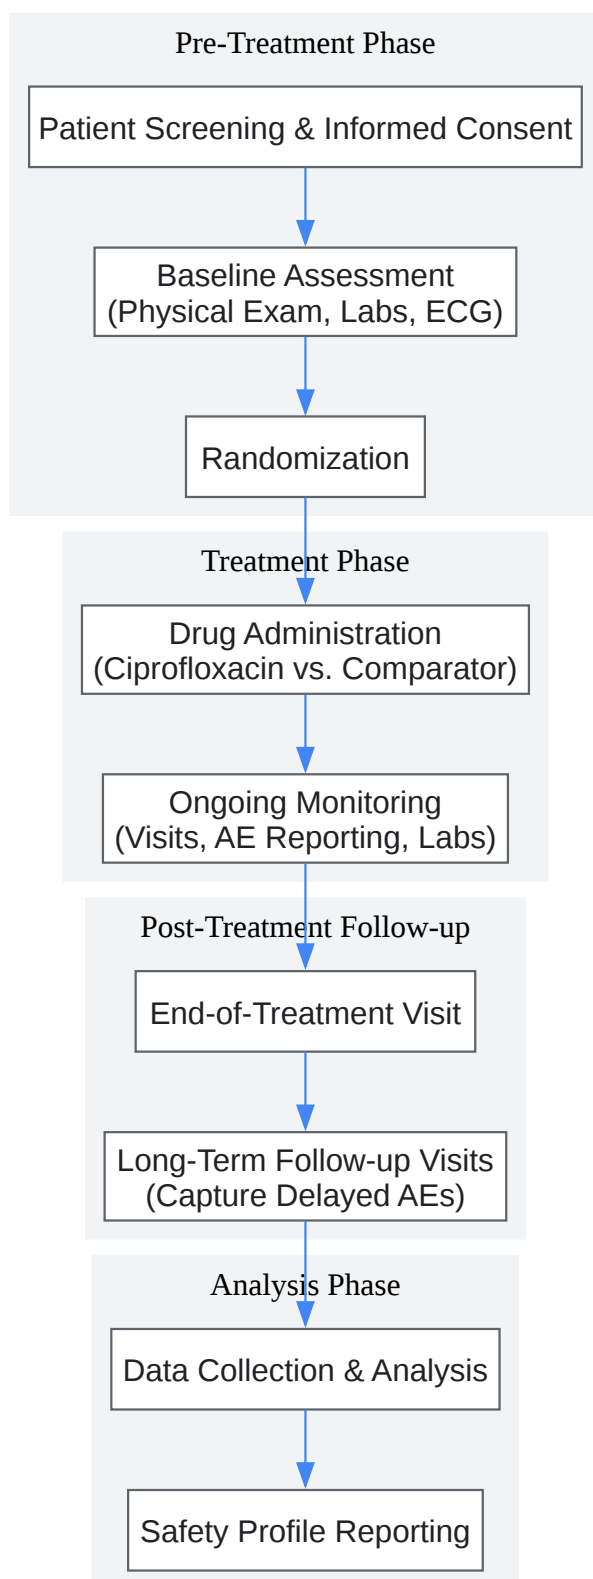 Pre-Treatment Phase
Patient Screening & Informed Consent
Baseline Assessment
(Physical Exam, Labs, ECG)
Randomization
Treatment Phase
Drug Administration
(Ciprofloxacin vs. Comparator)
Ongoing Monitoring
(Visits, AE Reporting, Labs)
Post-Treatment Follow-up
End-of-Treatment Visit
Long-Term Follow-up Visits
(Capture Delayed AEs)
Analysis Phase
Data Collection & Analysis
Safety Profile Reporting